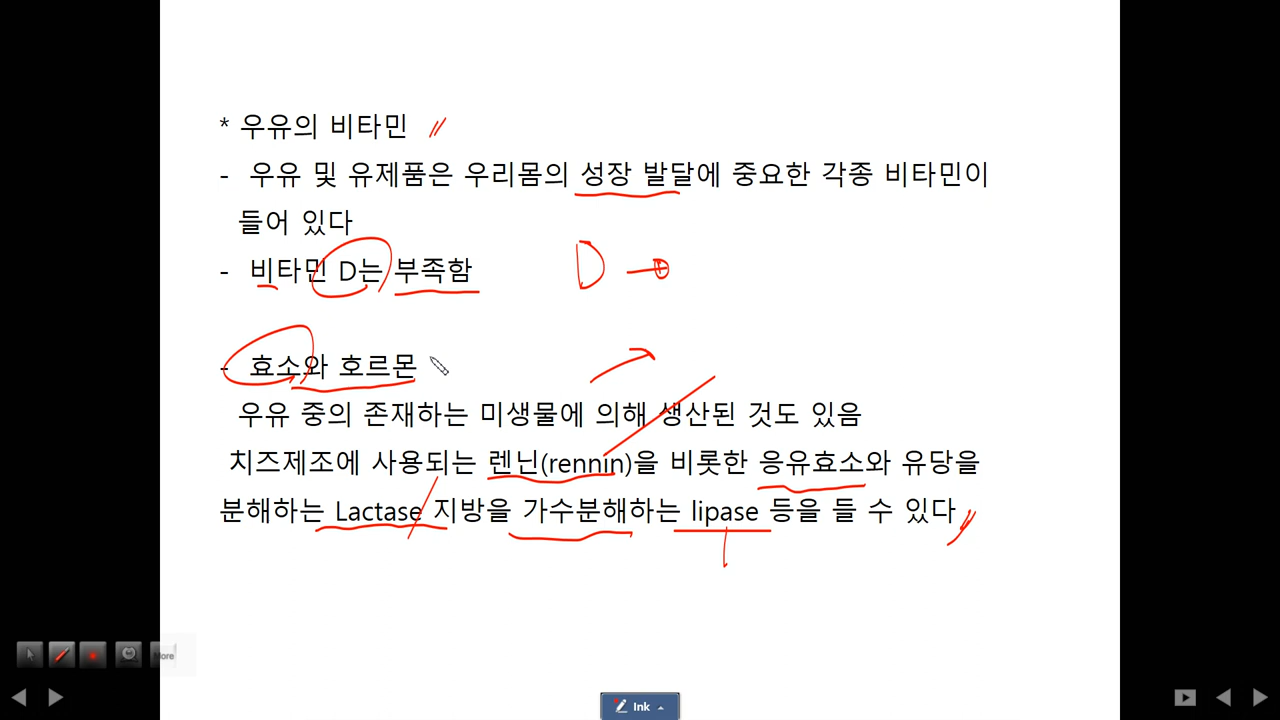 * 우유의 비타민
- 우유 및 유제품은 우리몸의 성장 발달에 중요한 각종 비타민이
들어 있다
- 비타민 D는 부족함
D
- 효소와 호르몬
우유 중의 존재하는 미생물에 의해 생산된 것도 있음
치즈제조에 사용되는 렌닌(rennin)을 비롯한 응유효소와 유당을
분해하는 Lactase 지방을 가수분해하는 lipase 등을 들 수 있다
More
Ink